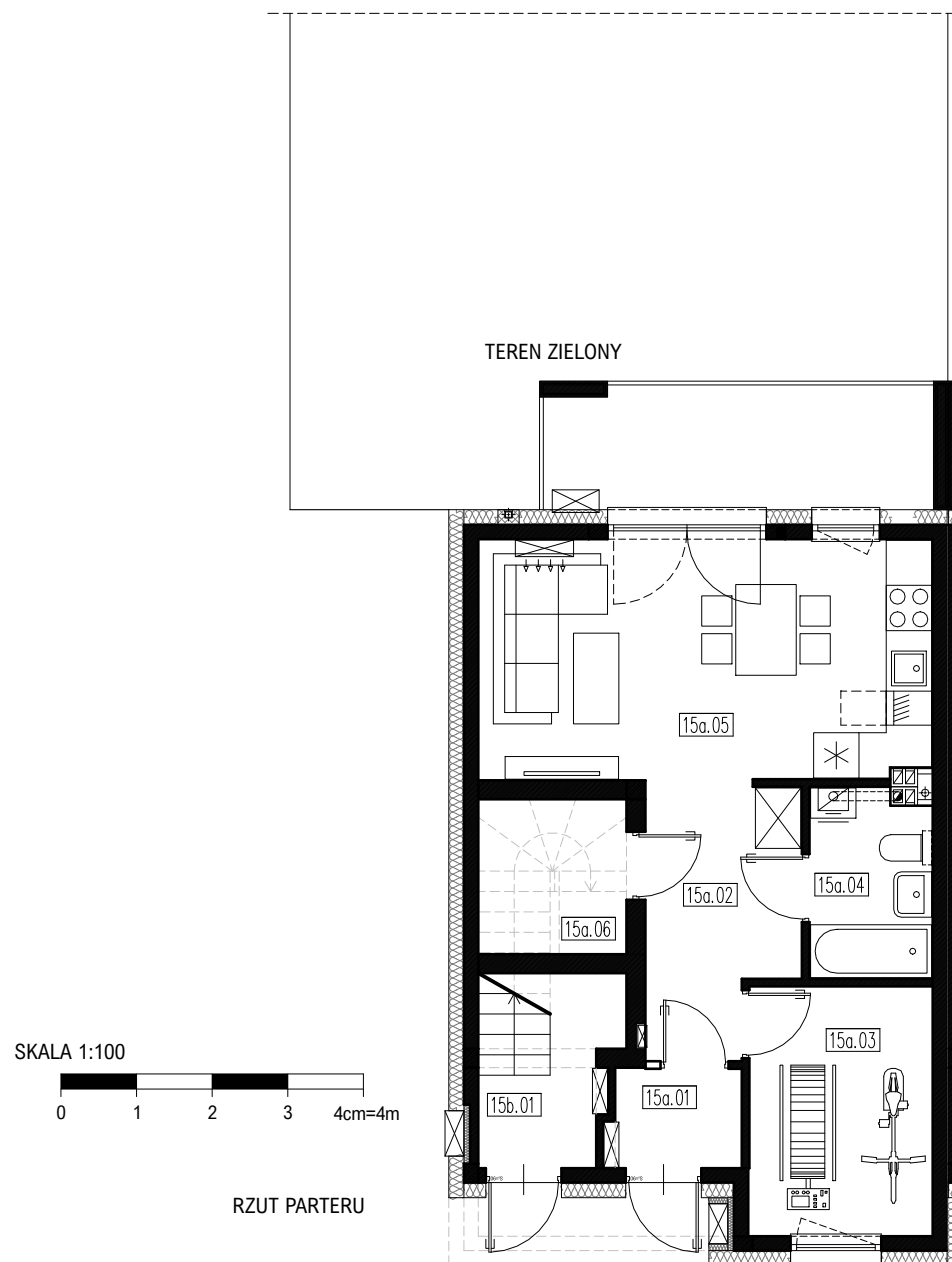 TEREN ZIELONY
15a.05
15a.02
15a.04
15a.06
15a.03
SKALA 1:100
0 1 2 3 4cm=4m
15b.01
15a.01
RZUT PARTERU